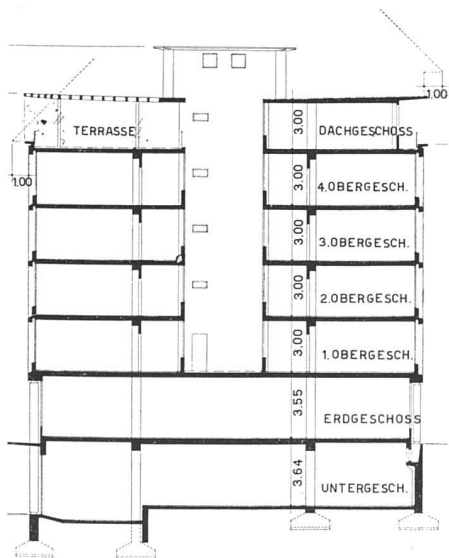 1.00
3.00
TERRASSE
DACHGESCHOSS
1.00
3.00
4.OBERGESCH.
3.00
3.OBERGESCH.
3.00
2.OBERGESCH.
3.00
1.OBERGESCH.
3.55
ERDGESCHOSS
3.64
UNTERGESCH.